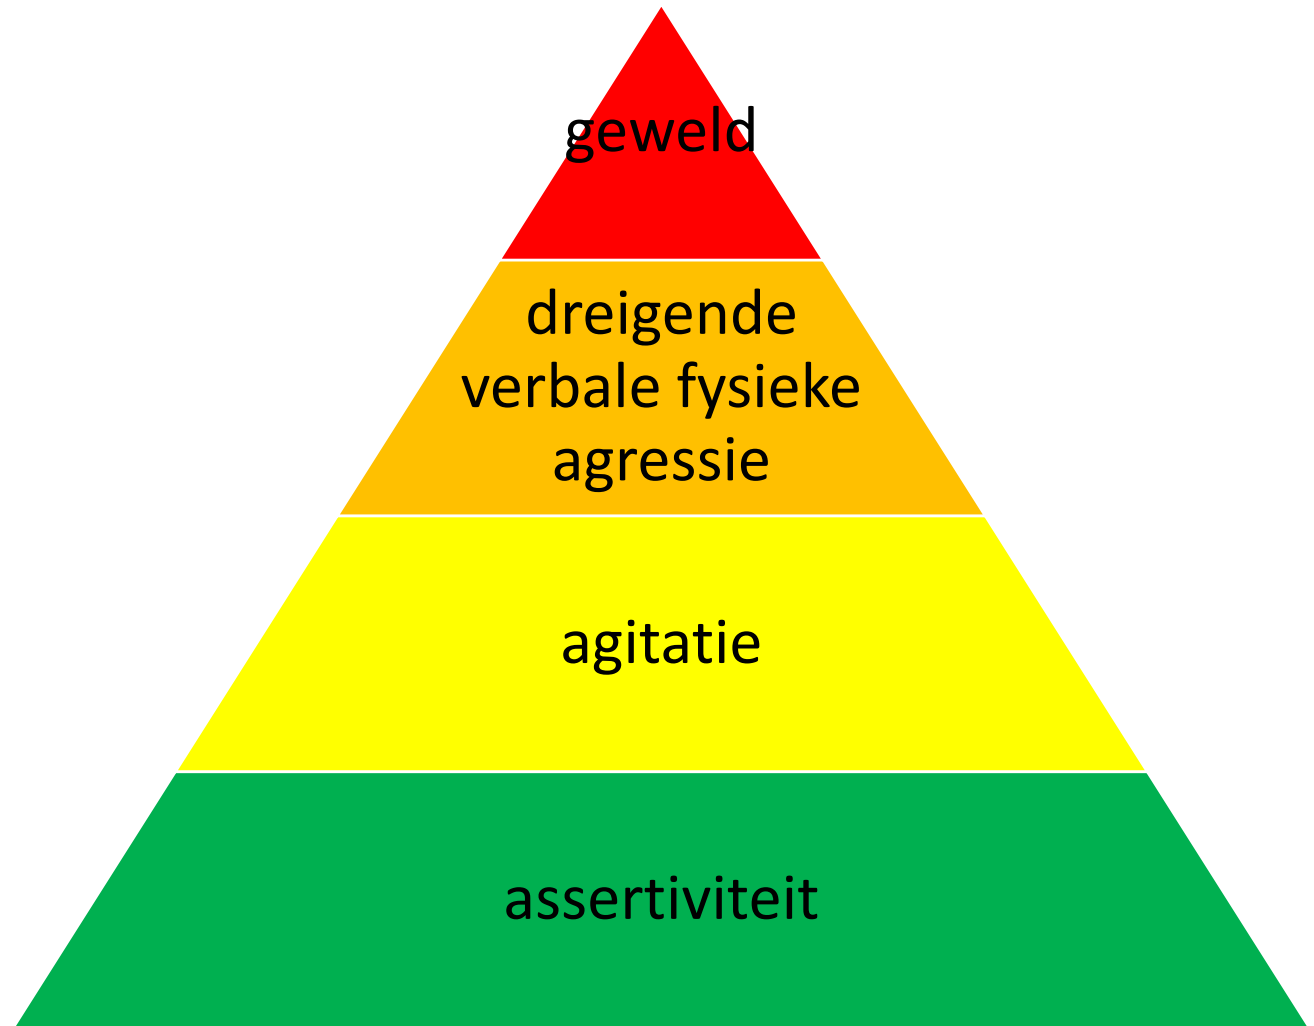 geweld
dreigende
verbale fysieke
agressie
agitatie
assertiviteit